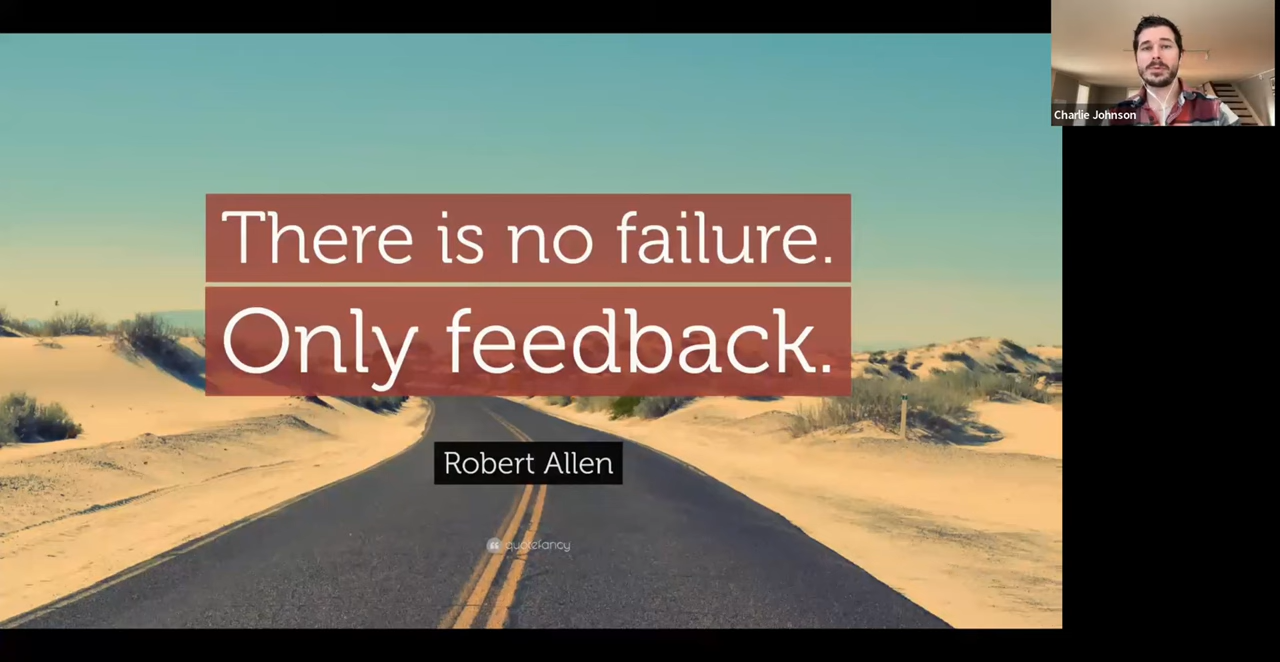 Charlie Johnson
There is no failure.
Only feedback.
Robert Allen
quotefancy